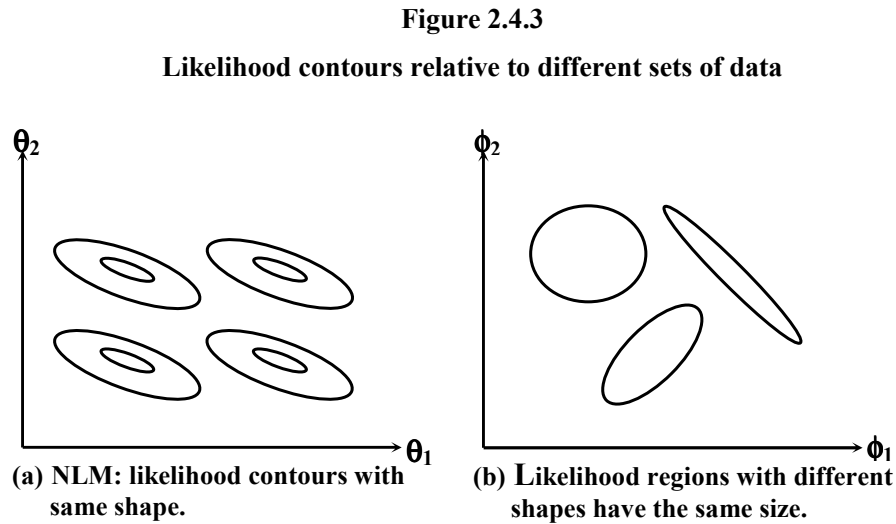 Figure 2.4.3
Likelihood contours relative to different sets of data
θ₂
θ₁
(a) NLM: likelihood contours with
same shape.
ϕ₂
ϕ₁
(b) Likelihood regions with different
shapes have the same size.